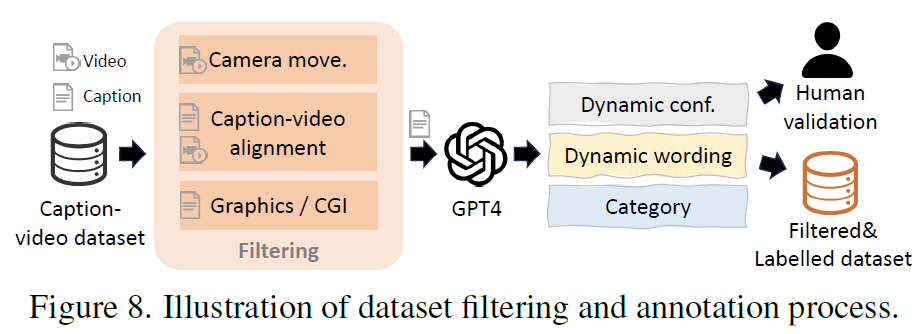 Video
Caption
Caption-
video dataset
Camera move.
Caption-video
alignment
Graphics / CGI
Filtering
GPT4
Dynamic conf.
Dynamic wording
Category
Human
validation
Filtered&
Labelled dataset
Figure 8. Illustration of dataset filtering and annotation process.